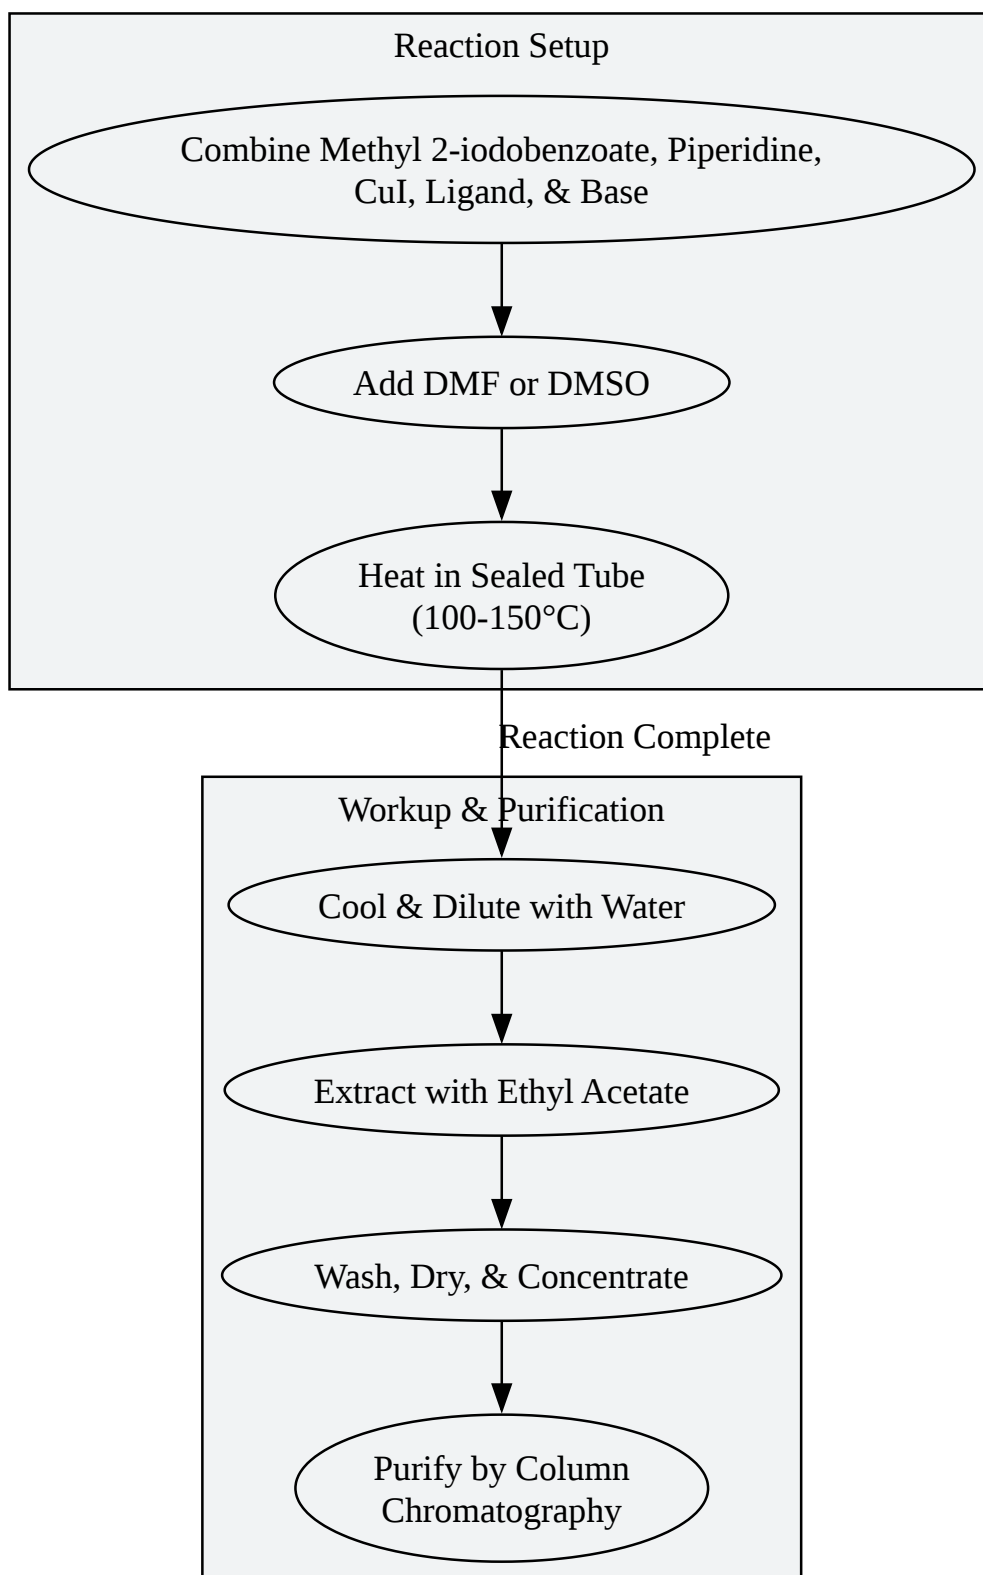 Reaction Setup
Combine Methyl 2-iodobenzoate, Piperidine,
CuI, Ligand, & Base
Add DMF or DMSO
Heat in Sealed Tube
(100-150°C)
Reaction Complete
Workup & Purification
Cool & Dilute with Water
Extract with Ethyl Acetate
Wash, Dry, & Concentrate
Purify by Column
Chromatography